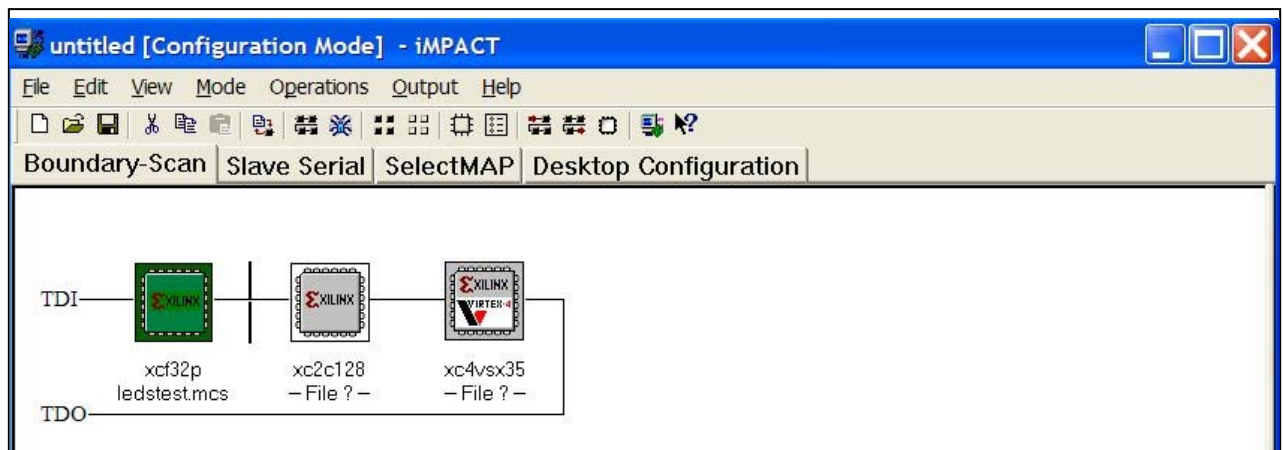 untitled [Configuration Mode] - iMPACT
File Edit View Mode Operations Output Help
Boundary-Scan Slave Serial SelectMAP Desktop Configuration
TDI XILINX XILINX XILINX VIRTEX-4
xcf32p xc2c128 xc4vsx35
ledstest.mcs – File ? – – File ? –
TDO